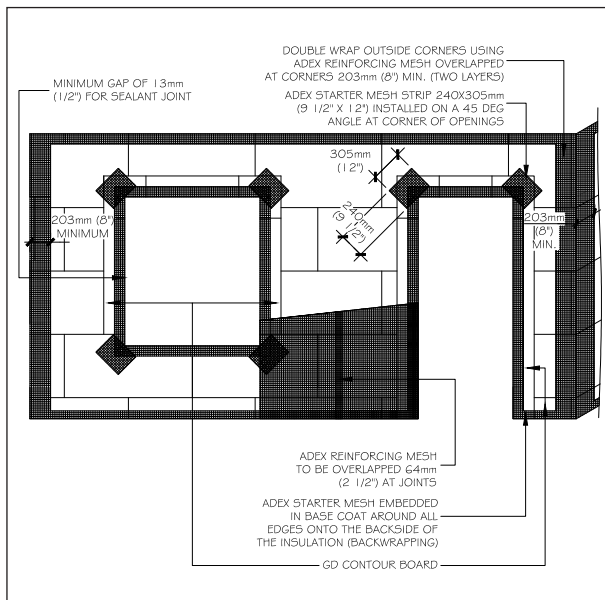 DOUBLE WRAP OUTSIDE CORNERS USING
ADEX REINFORCING MESH OVERLAPPED
AT CORNERS 203mm (8") MIN. (TWO LAYERS)
MINIMUM GAP OF 13mm
(1/2") FOR SEALANT JOINT
ADEX STARTER MESH STRIP 240X305mm
(9 1/2" X 12") INSTALLED ON A 45 DEG
ANGLE AT CORNER OF OPENINGS
305mm
(12")
240mm
(9 1/2")
203mm (8")
MINIMUM
203mm
(8")
MIN.
ADEX REINFORCING MESH
TO BE OVERLAPPED 64mm
(2 1/2") AT JOINTS
ADEX STARTER MESH EMBEDDED
IN BASE COAT AROUND ALL
EDGES ONTO THE BACKSIDE OF
THE INSULATION (BACKWRAPPING)
GD CONTOUR BOARD